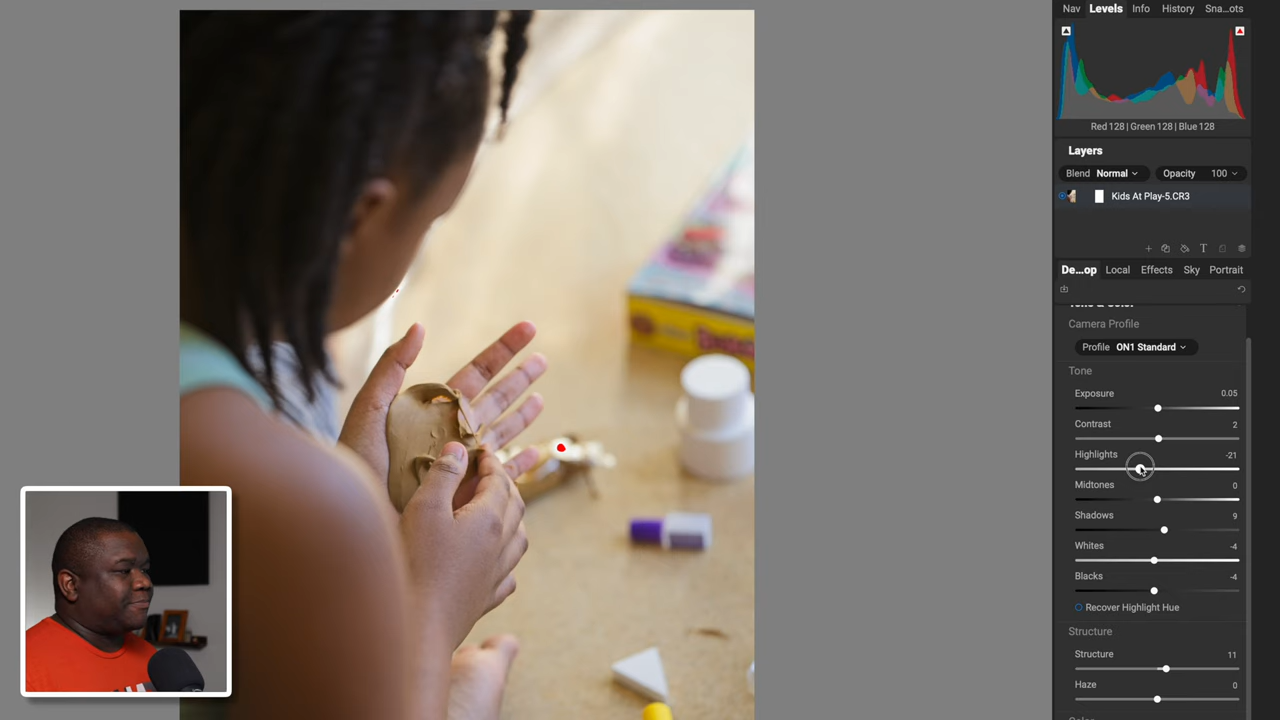 Nav Levels Info History Sna...ots
Red 128 | Green 128 | Blue 128
Layers
Blend Normal Opacity 100
Kids At Play-5.CR3
T
De...op Local Effects Sky Portrait
Tone & Color
Camera Profile
Profile ON1 Standard
Tone
Exposure 0.05
Contrast 2
Highlights -21
Midtones 0
Shadows 9
Whites -4
Blacks -4
Recover Highlight Hue
Structure
Structure 11
Haze 0
Color